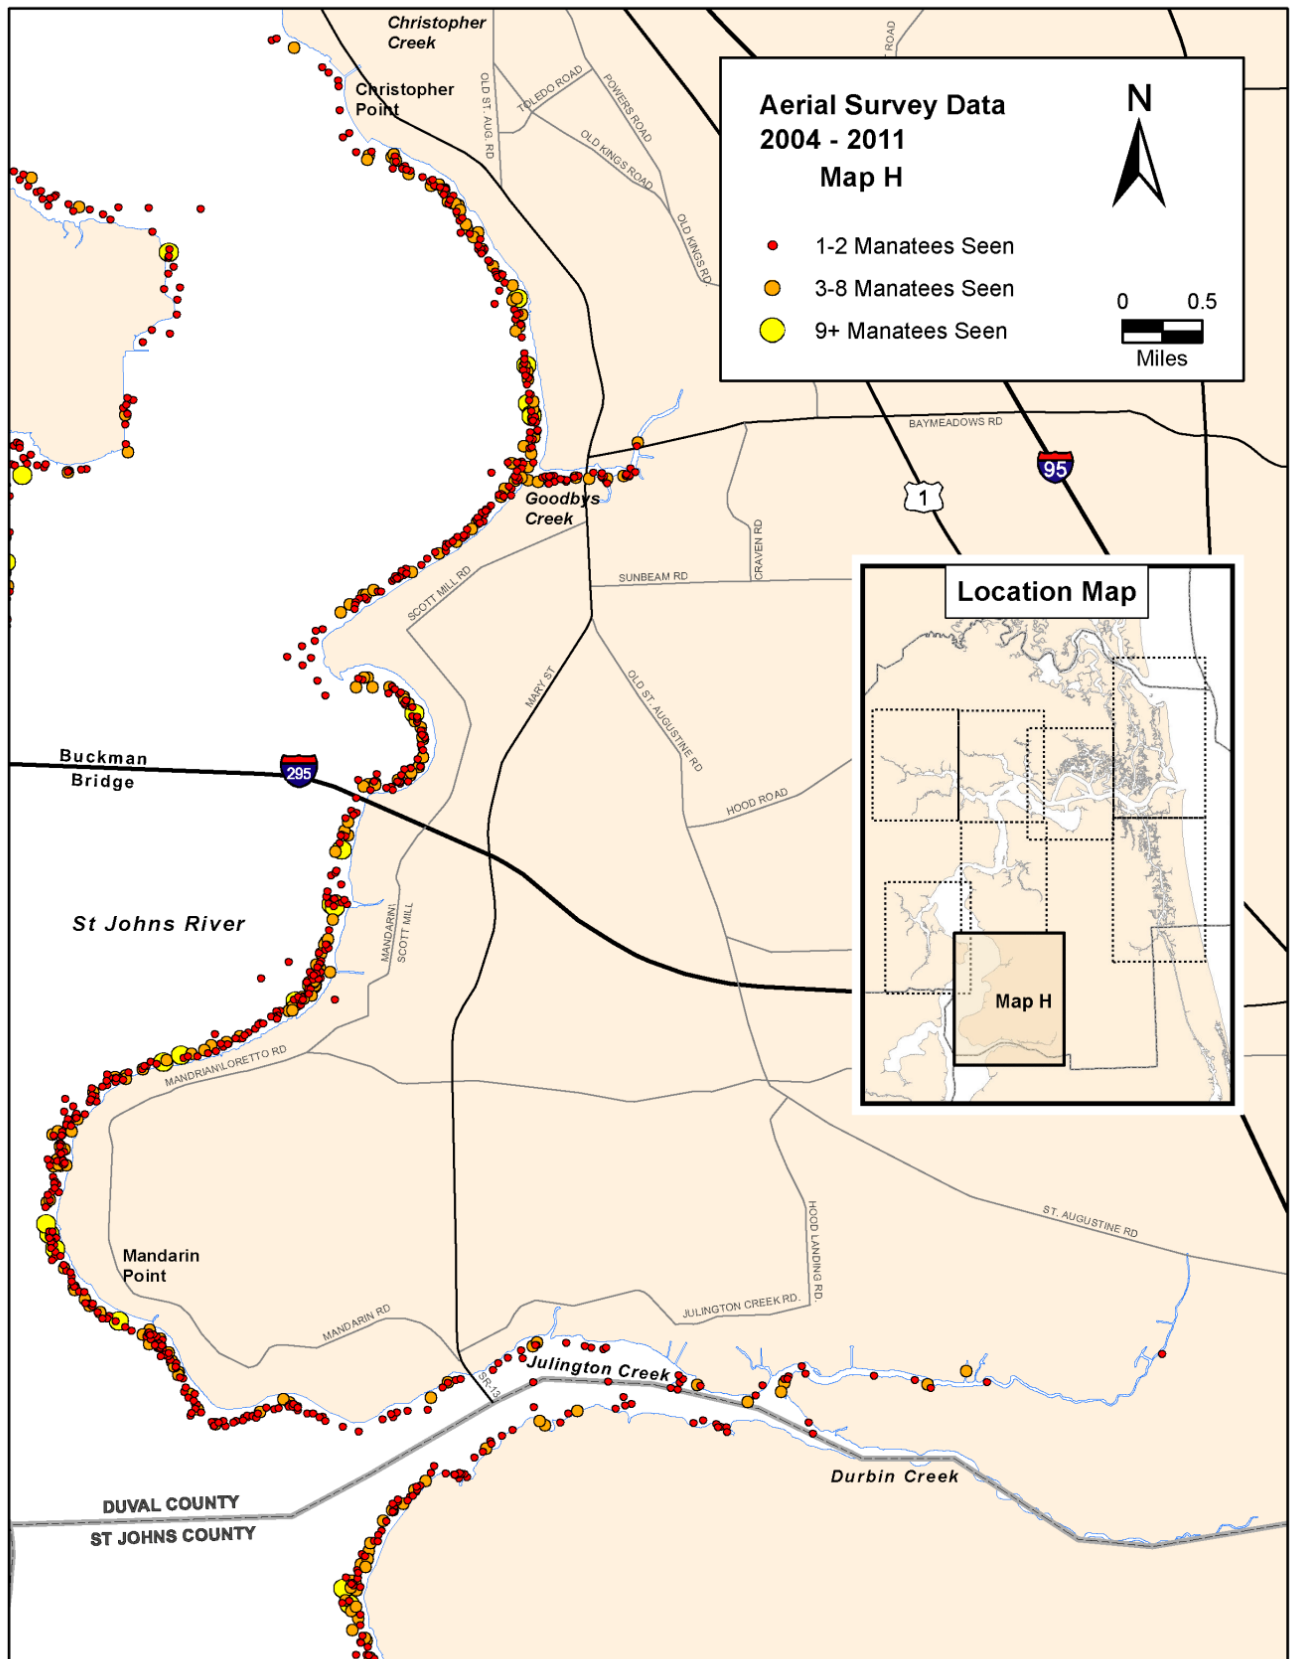 Christopher
Creek
Christopher
Point
OLD ST. AUG. RD
TOLEDO ROAD
POWERS ROAD
OLD KINGS ROAD
OLD KINGS RD.
ROAD
Aerial Survey Data
2004 - 2011
Map H
N
1-2 Manatees Seen
3-8 Manatees Seen
9+ Manatees Seen
0 0.5
Miles
BAYMEADOWS RD
95
1
Goodbys
Creek
CRAVEN RD
SCOTT MILL RD
SUNBEAM RD
Location Map
Map H
MARY ST
OLD ST. AUGUSTINE RD
HOOD ROAD
Buckman
Bridge
295
St Johns River
MANDARIN\
SCOTT MILL
MANDRIAN\LORETTO RD
Mandarin
Point
HOOD LANDING RD.
ST. AUGUSTINE RD
MANDARIN RD
JULINGTON CREEK RD.
SR-13
Julington Creek
Durbin Creek
DUVAL COUNTY
ST JOHNS COUNTY